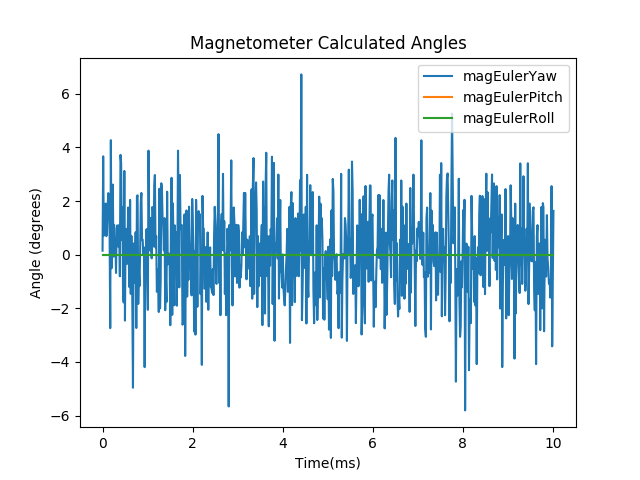 Magnetometer Calculated Angles
magEulerYaw
magEulerPitch
magEulerRoll
Angle (degrees)
6
4
2
0
−2
−4
−6
0 2 4 6 8 10
Time(ms)